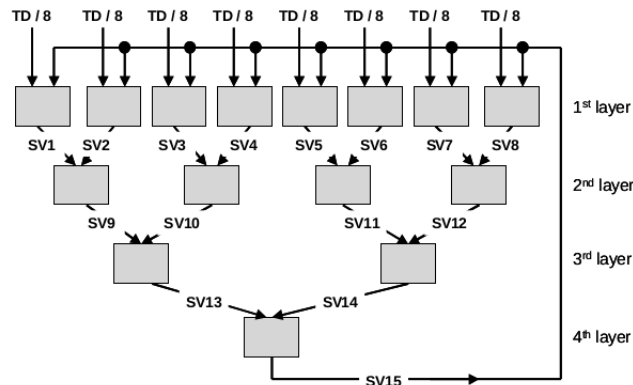 TD / 8 TD / 8 TD / 8 TD / 8 TD / 8 TD / 8 TD / 8 TD / 8
1st layer
SV1 SV2 SV3 SV4 SV5 SV6 SV7 SV8
2nd layer
SV9 SV10 SV11 SV12
3rd layer
SV13 SV14
4th layer
SV15